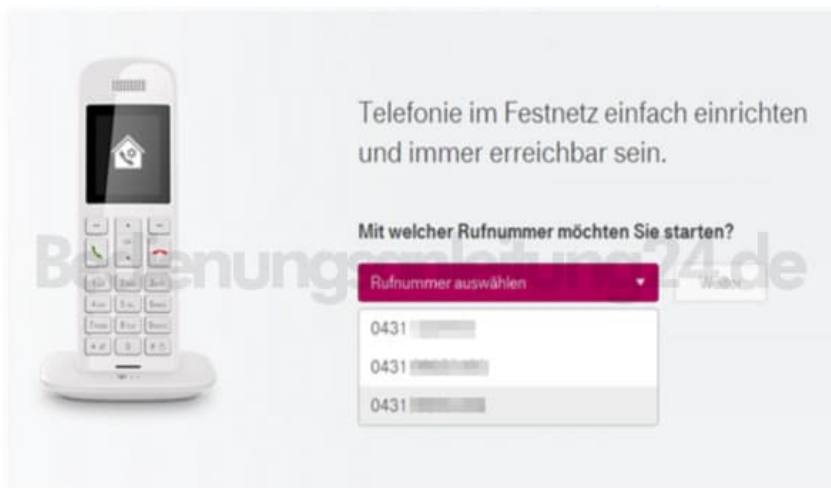 Telefonie im Festnetz einfach einrichten
und immer erreichbar sein.
Mit welcher Rufnummer möchten Sie starten?
Bedienungsanleitung24.de
Rufnummer auswählen
Weiter
0431
0431
0431